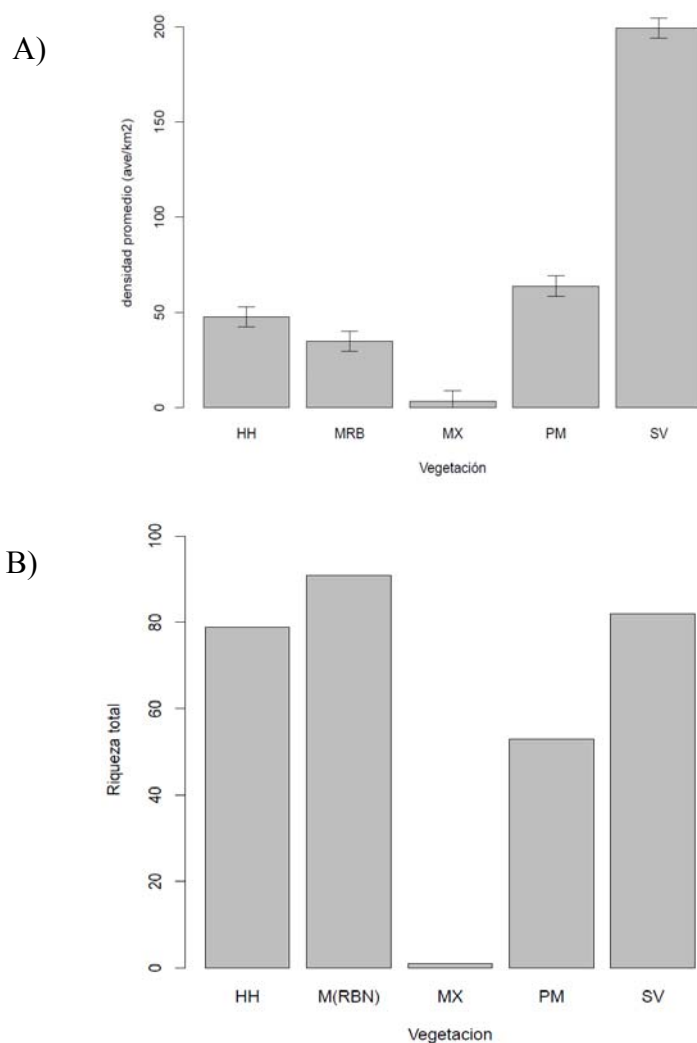 A)
densidad promedio (ave/km2)
200
150
100
50
0
HH MRB MX PM SV
Vegetación
B)
Riqueza total
100
80
60
40
20
0
HH M(RBN) MX PM SV
Vegetacion